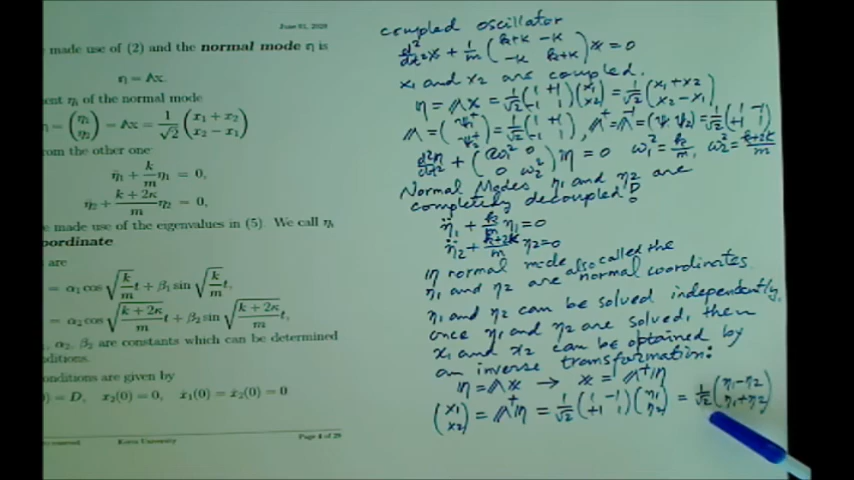 June 01, 2020
made use of (2) and the normal mode η is
η = Λx.
ent ηᵢ of the normal mode
η = (η₁ η₂) = Λx = 1/√2 (x₁ + x₂ x₂ − x₁)
rom the other one:
η̈₁ + k/m η₁ = 0,
η̈₂ + (k + 2κ)/m η₂ = 0,
made use of the eigenvalues in (5). We call
oordinate
are
= α₁ cos √(k/m) t + β₁ sin √(k/m) t,
= α₂ cos √((k + 2κ)/m) t + β₂ sin √((k + 2κ)/m) t,
, α₂, β₂ are constants which can be determined
ditions.
onditions are given by
) = D, x₂(0) = 0, ẋ₁(0) = ẋ₂(0) = 0
Korea University
Page 4 of 29
coupled oscillator
d²/dt² x + 1/m (k+κ −κ −κ k+κ) x = 0
x₁ and x₂ are coupled.
η = Λx = 1/√2 (1 +1 −1 1)(x₁ x₂) = 1/√2 (x₁+x₂ x₂−x₁)
Λ = (ψ₁⁺ ψ₂⁺) = 1/√2 (1 +1 −1 1), Λ⁺ = Λ⁻¹ = (ψ₁ ψ₂) = 1/√2 (1 −1 +1 1)
d²η/dt² + (ω₁² 0 0 ω₂²) η = 0 ω₁² = k/m, ω₂² = (k+2κ)/m
Normal Modes η₁ and η₂ are
completely decoupled!
η̈₁ + k/m η₁ = 0
η̈₂ + (k+2κ)/m η₂ = 0
η normal mode also called the
η₁ and η₂ are normal coordinates.
η₁ and η₂ can be solved independently,
once η₁ and η₂ are solved, then
x₁ and x₂ can be obtained by
an inverse transformation:
η = Λx → x = Λ⁺η
(x₁ x₂) = Λ⁺η = 1/√2 (1 −1 +1 1)(η₁ η₂) = 1/√2 (η₁−η₂ η₁+η₂)